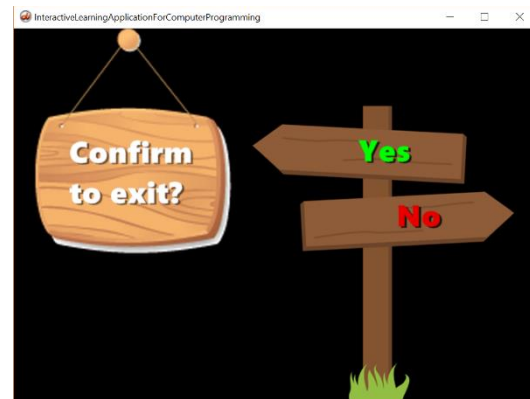 InteractiveLearningApplicationForComputerProgramming
Confirm
to exit?
Yes
No